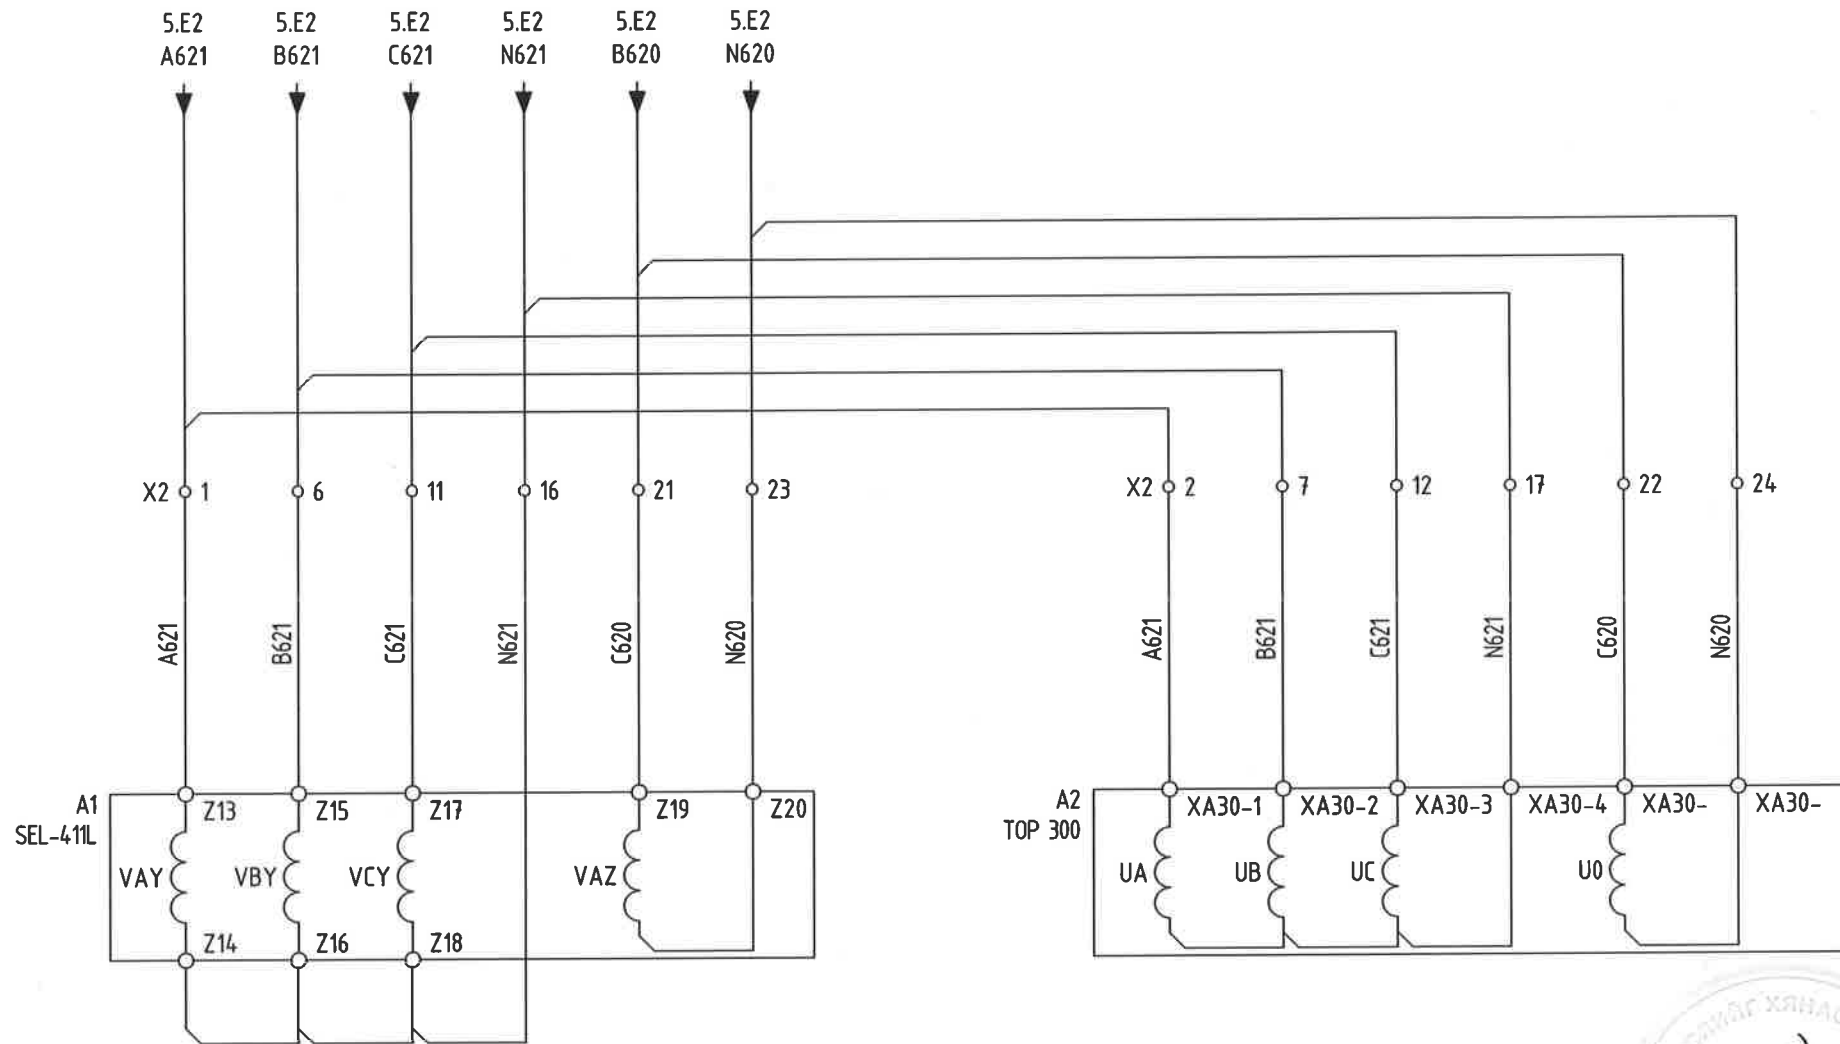 5.E2 5.E2 5.E2 5.E2 5.E2 5.E2
A621 B621 C621 N621 B620 N620
X2 1 6 11 16 21 23 X2 2 7 12 17 22 24
A621 B621 C621 N621 C620 N620 A621 B621 C621 N621 C620 N620
A1 Z13 Z15 Z17 Z19 Z20 A2 XA30-1 XA30-2 XA30-3 XA30-4 XA30- XA30-
SEL-411L TOP 300
VAY VBY VCY VAZ UA UB UC U0
Z14 Z16 Z18